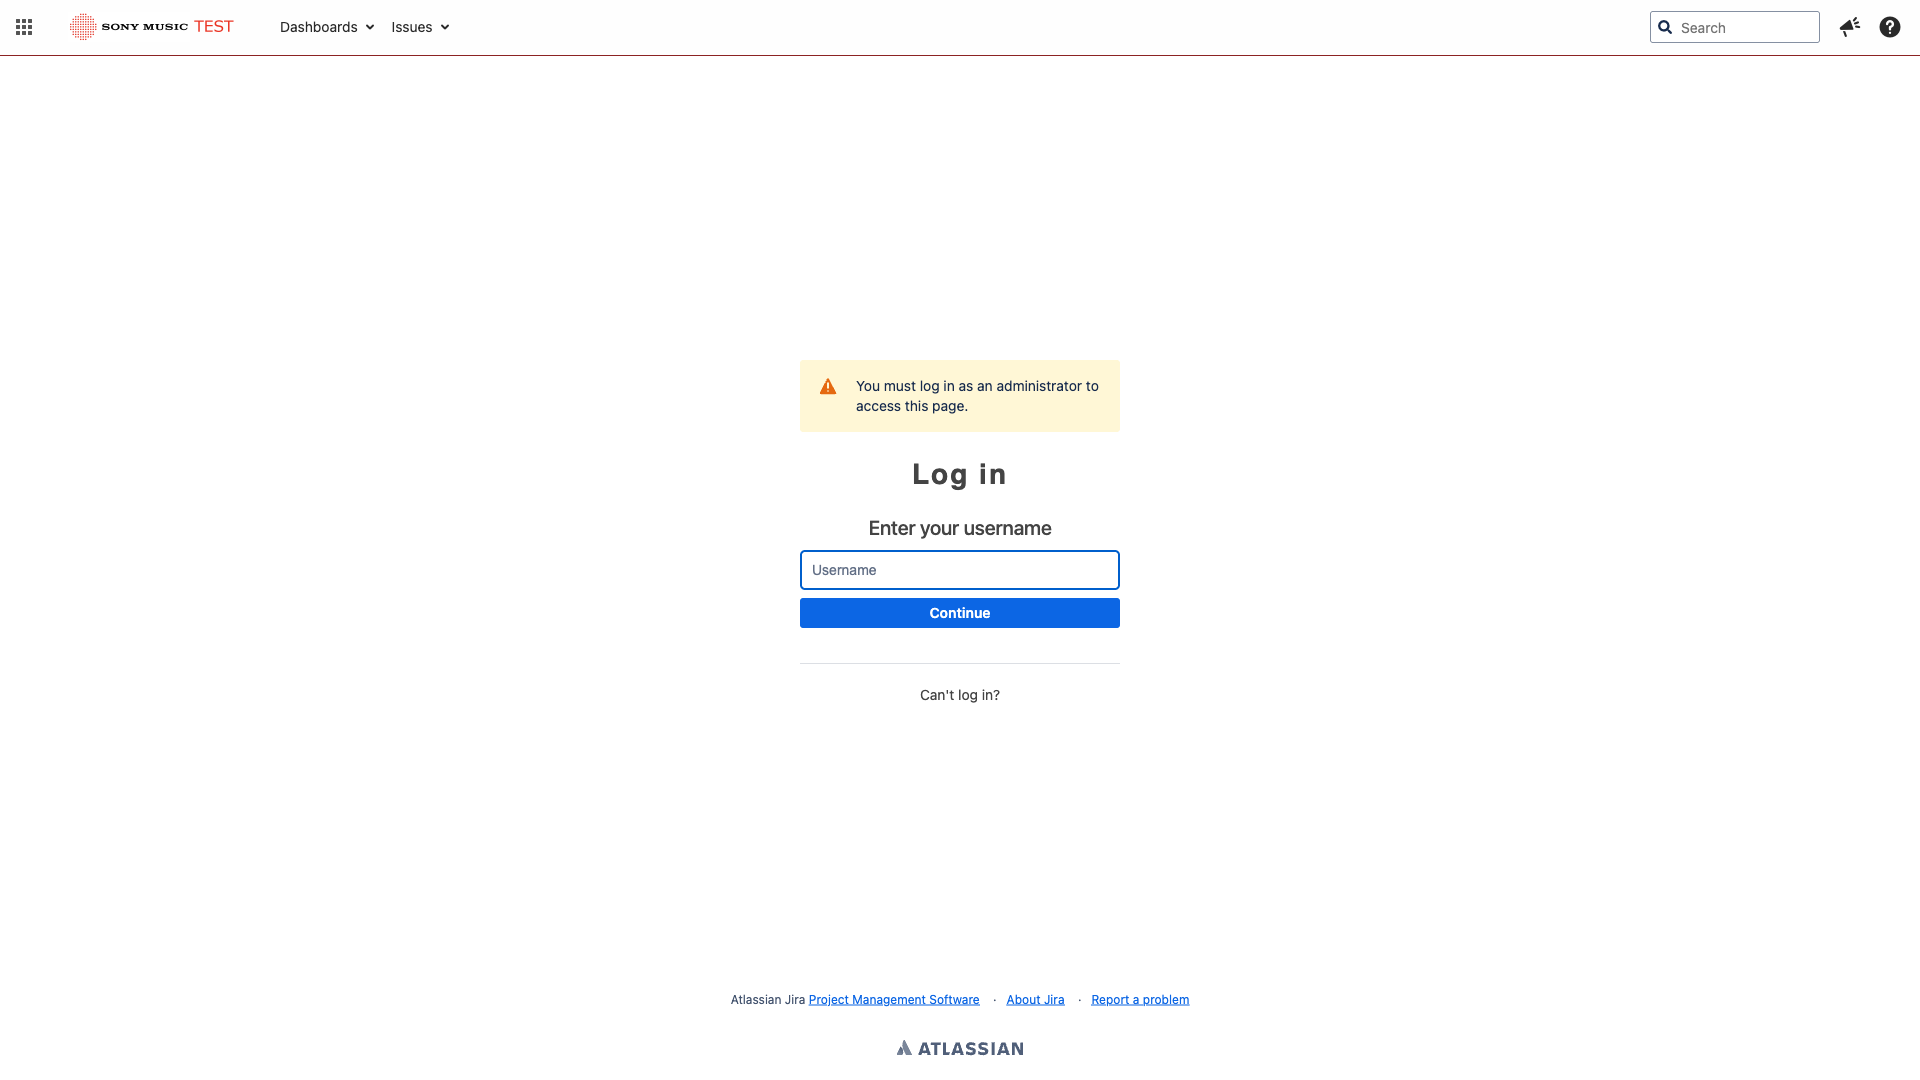 SONY MUSIC TEST
Dashboards
Issues
Search
You must log in as an administrator to
access this page.
Log in
Enter your username
Username
Continue
Can't log in?
Atlassian Jira Project Management Software · About Jira · Report a problem
ATLASSIAN